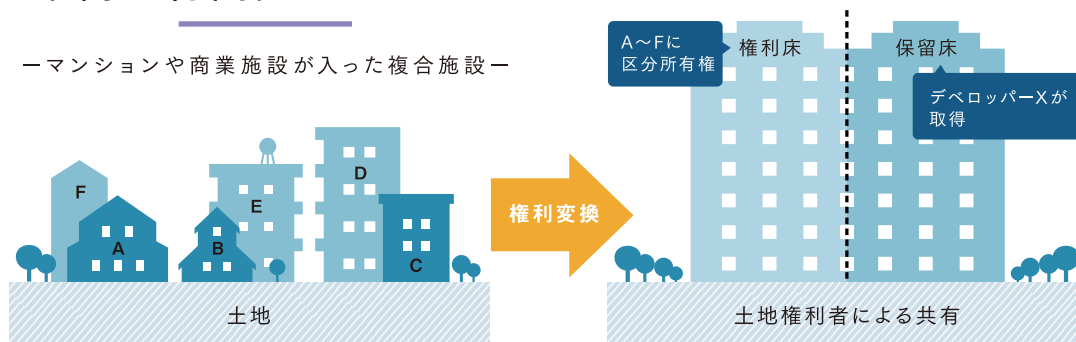 ーマンションや商業施設が入った複合施設ー
A～Fに
区分所有権
権利床
保留床
デベロッパーXが
取得
F
A
B
E
D
C
権利変換
土地
土地権利者による共有